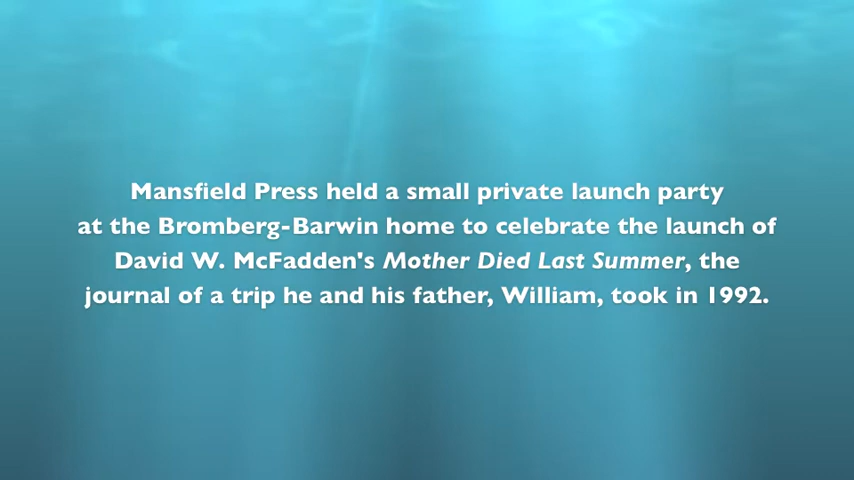 Mansfield Press held a small private launch party
at the Bromberg-Barwin home to celebrate the launch of
David W. McFadden's Mother Died Last Summer, the
journal of a trip he and his father, William, took in 1992.